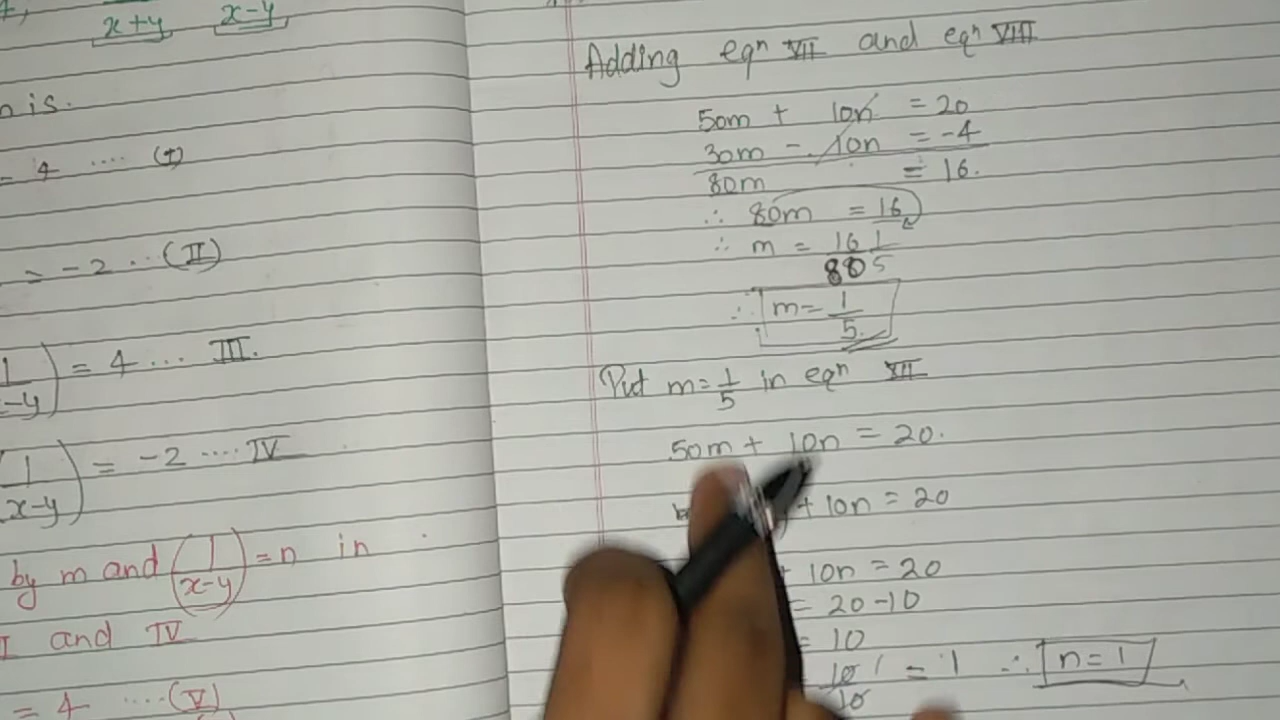 x+y x-y
n is.
- 4 .... (I)
= -2 .. (II)
1/(x-y)) = 4 ... III.
(1/(x-y)) = -2 .... IV
by m and (1/(x-y)) = n in
and IV
= 4 ... (V)
Adding eqn VII and eqn VIII
50m + 10n = 20
30m - 10n = -4
80m = 16.
∴ 80m = 16
∴ m = 16/80 1/5
∴ m = 1/5
Put m = 1/5 in eqn VII
50m + 10n = 20.
+ 10n = 20
+ 10n = 20
= 20 - 10
= 10
10/10 = 1 ∴ n = 1